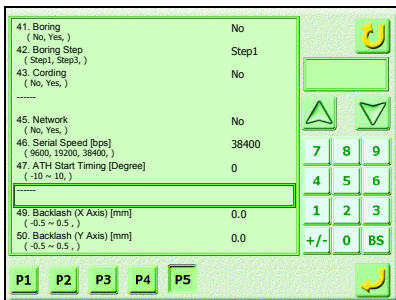 41. Boring No
( No, Yes, )
42. Boring Step Step1
( Step1, Step3, )
43. Cording No
( No, Yes, )
------
45. Network No
( No, Yes, )
46. Serial Speed [bps] 38400
( 9600, 19200, 38400, )
47. ATH Start Timing [Degree] 0
( -10 ~ 10, )
------
49. Backlash (X Axis) [mm] 0.0
( -0.5 ~ 0.5 , )
50. Backlash (Y Axis) [mm] 0.0
( -0.5 ~ 0.5 , )
7 8 9
4 5 6
1 2 3
+/- 0 BS
P1 P2 P3 P4 P5